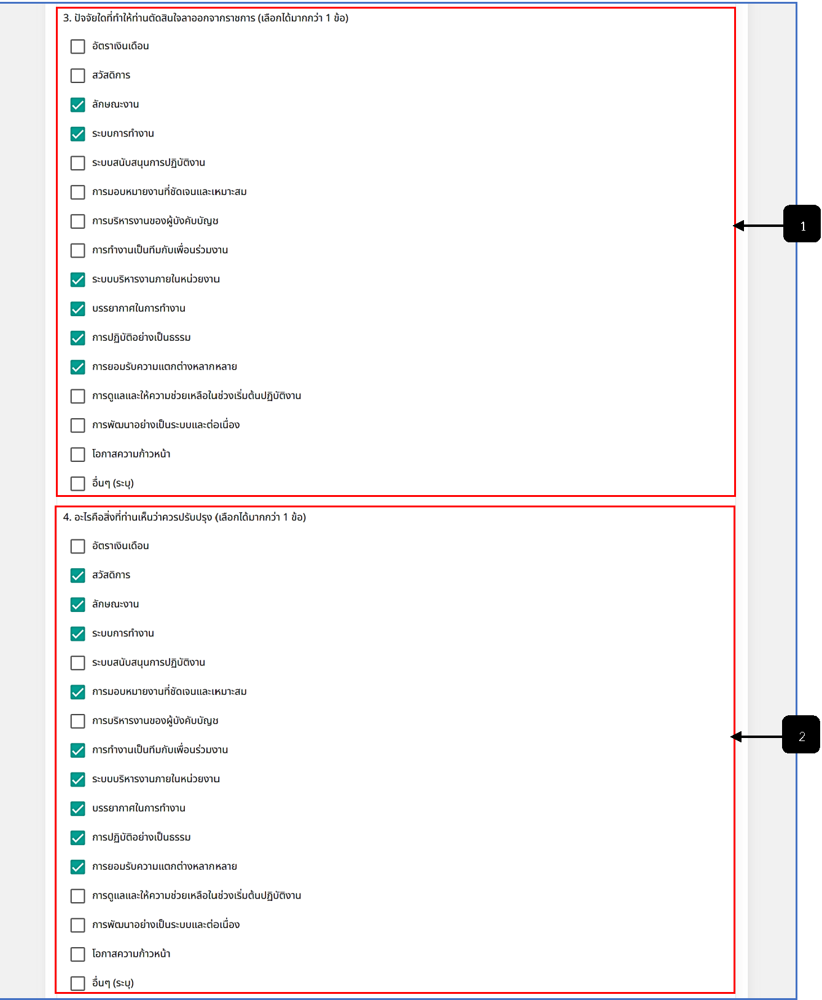 3. ปัจจัยใดที่ทำให้ท่านตัดสินใจลาออกจากราชการ (เลือกได้มากกว่า 1 ข้อ)
อัตราเงินเดือน
สวัสดิการ
ลักษณะงาน
ระบบการทำงาน
ระบบสนับสนุนการปฏิบัติงาน
การมอบหมายงานที่ชัดเจนและเหมาะสม
การบริหารงานของผู้บังคับบัญช
การทำงานเป็นทีมกับเพื่อนร่วมงาน
ระบบบริหารงานภายในหน่วยงาน
บรรยากาศในการทำงาน
การปฏิบัติอย่างเป็นธรรม
การยอมรับความแตกต่างหลากหลาย
การดูแลและให้ความช่วยเหลือในช่วงเริ่มต้นปฏิบัติงาน
การพัฒนาอย่างเป็นระบบและต่อเนื่อง
โอกาสความก้าวหน้า
อื่นๆ (ระบุ)
1
4. อะไรคือสิ่งที่ท่านเห็นว่าควรปรับปรุง (เลือกได้มากกว่า 1 ข้อ)
อัตราเงินเดือน
สวัสดิการ
ลักษณะงาน
ระบบการทำงาน
ระบบสนับสนุนการปฏิบัติงาน
การมอบหมายงานที่ชัดเจนและเหมาะสม
การบริหารงานของผู้บังคับบัญช
การทำงานเป็นทีมกับเพื่อนร่วมงาน
ระบบบริหารงานภายในหน่วยงาน
บรรยากาศในการทำงาน
การปฏิบัติอย่างเป็นธรรม
การยอมรับความแตกต่างหลากหลาย
การดูแลและให้ความช่วยเหลือในช่วงเริ่มต้นปฏิบัติงาน
การพัฒนาอย่างเป็นระบบและต่อเนื่อง
โอกาสความก้าวหน้า
อื่นๆ (ระบุ)
2